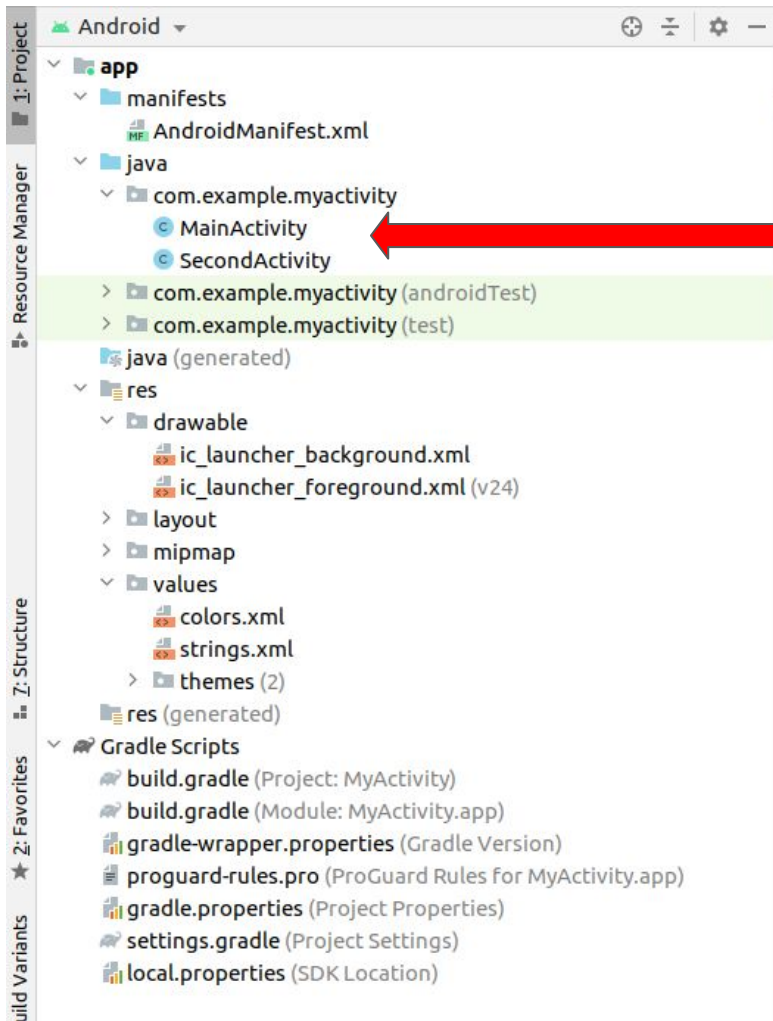 Android
app
manifests
MF AndroidManifest.xml
java
com.example.myactivity
C MainActivity
C SecondActivity
com.example.myactivity (androidTest)
com.example.myactivity (test)
java (generated)
res
drawable
ic_launcher_background.xml
ic_launcher_foreground.xml (v24)
layout
mipmap
values
colors.xml
strings.xml
themes (2)
res (generated)
Gradle Scripts
build.gradle (Project: MyActivity)
build.gradle (Module: MyActivity.app)
gradle-wrapper.properties (Gradle Version)
proguard-rules.pro (ProGuard Rules for MyActivity.app)
gradle.properties (Project Properties)
settings.gradle (Project Settings)
local.properties (SDK Location)
1: Project
Resource Manager
7: Structure
2: Favorites
uild Variants